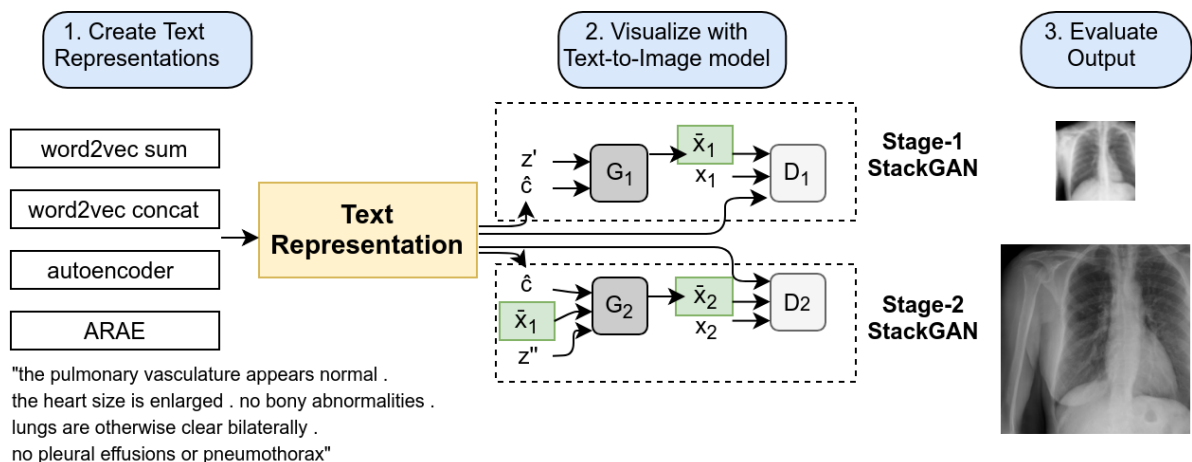 1. Create Text
Representations
2. Visualize with
Text-to-Image model
3. Evaluate
Output
word2vec sum
word2vec concat
autoencoder
ARAE
"the pulmonary vasculature appears normal .
the heart size is enlarged . no bony abnormalities .
lungs are otherwise clear bilaterally .
no pleural effusions or pneumothorax"
Text
Representation
z'
ĉ
G₁
x̄₁
x₁
D₁
Stage-1
StackGAN
ĉ
x̄₁
z"
G₂
x̄₂
x₂
D₂
Stage-2
StackGAN